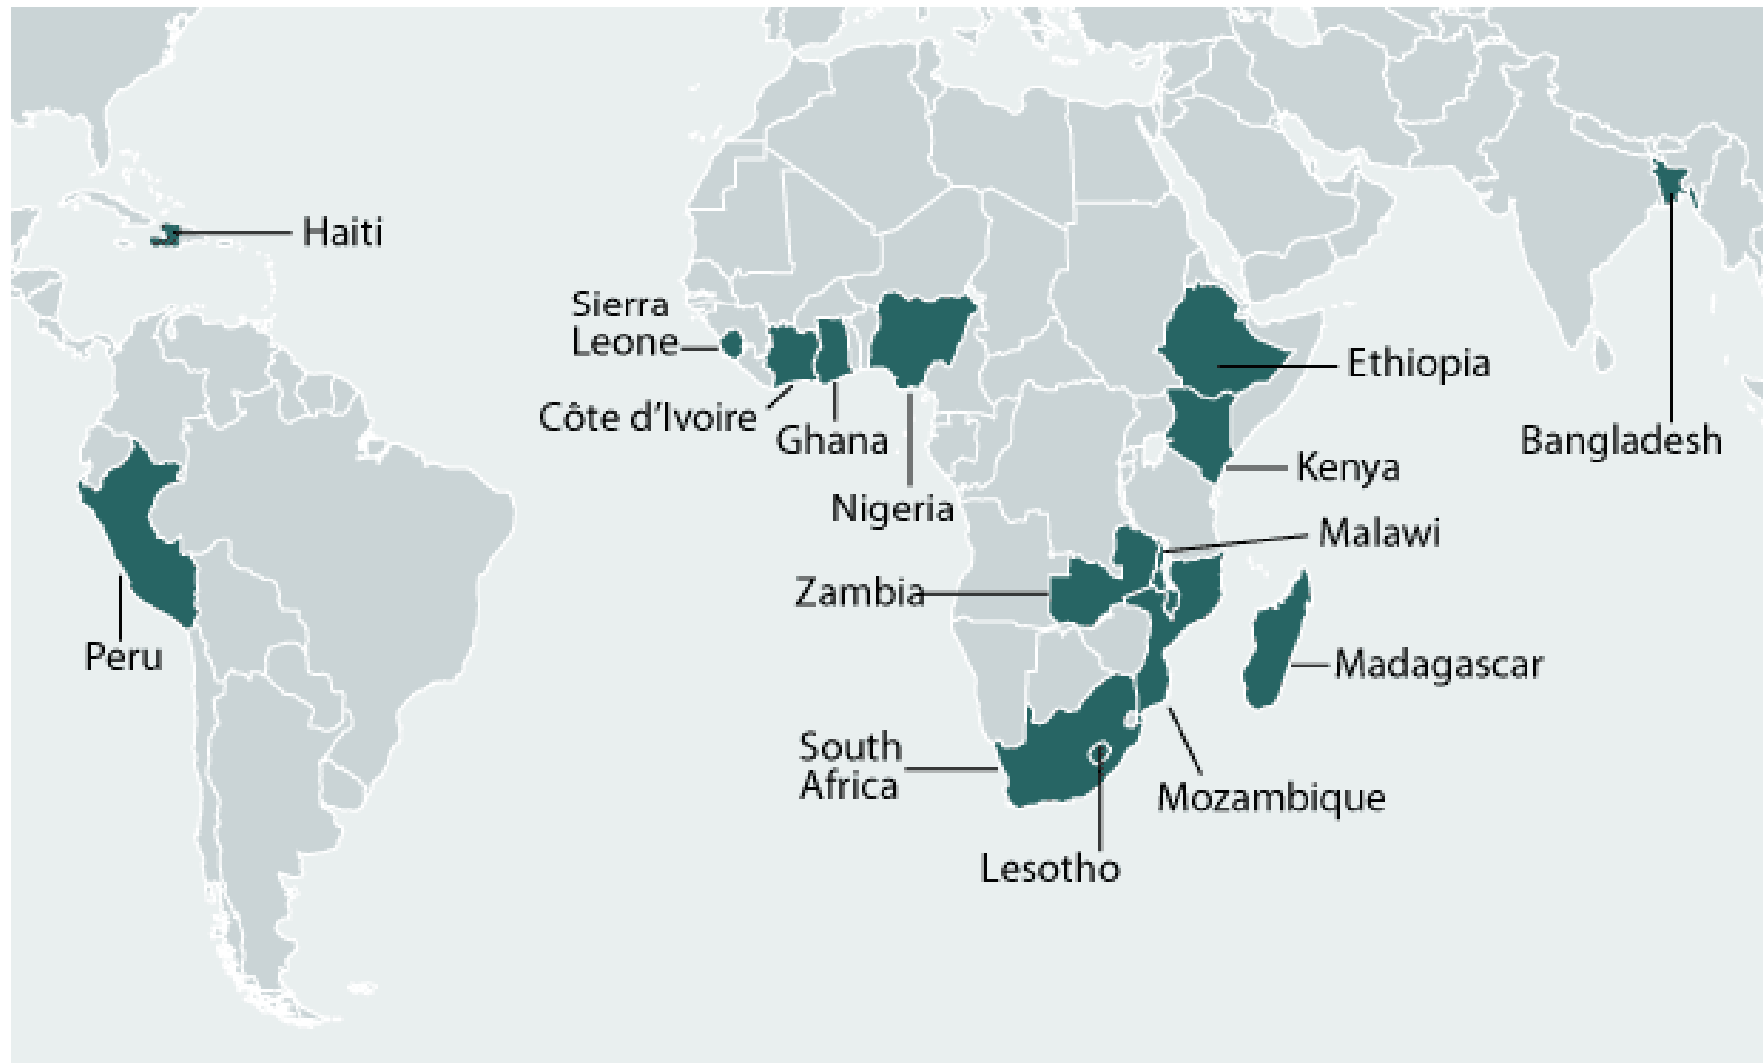 Haiti
Sierra
Leone
Côte d’Ivoire
Ghana
Nigeria
Ethiopia
Bangladesh
Kenya
Malawi
Zambia
Peru
Madagascar
South
Africa
Mozambique
Lesotho